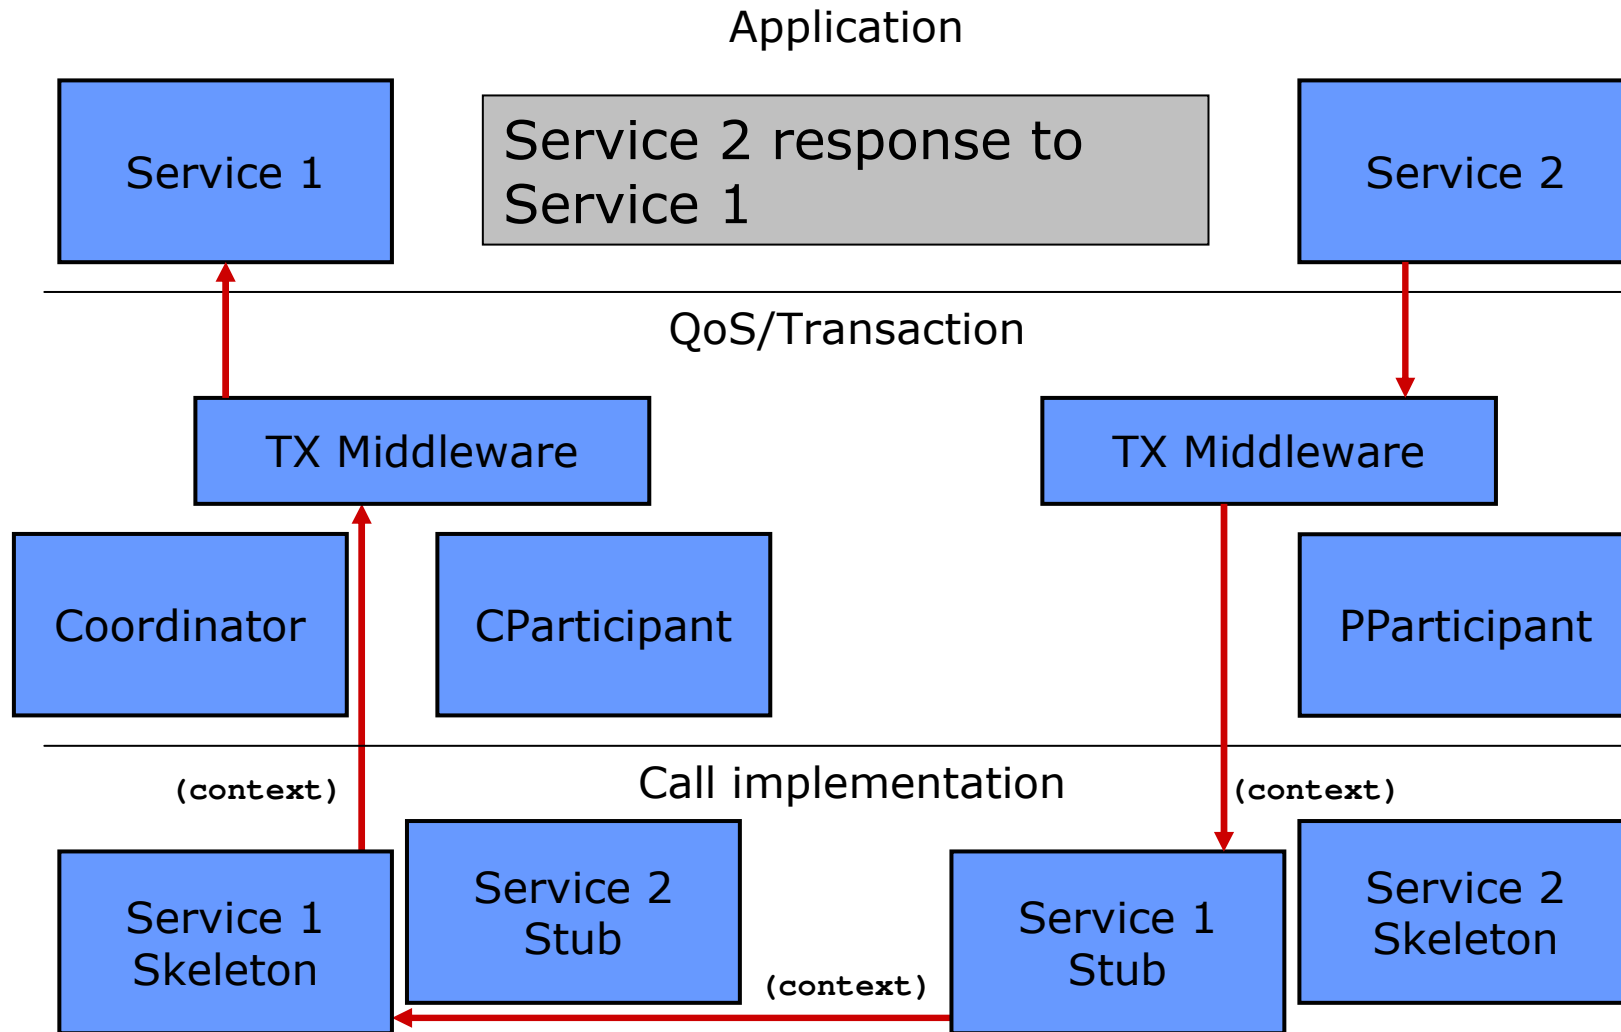 Application
Service 1
Service 2 response to
Service 1
Service 2
QoS/Transaction
TX Middleware
TX Middleware
Coordinator
CParticipant
PParticipant
Call implementation
(context)
(context)
Service 1
Skeleton
Service 2
Stub
Service 1
Stub
Service 2
Skeleton
(context)